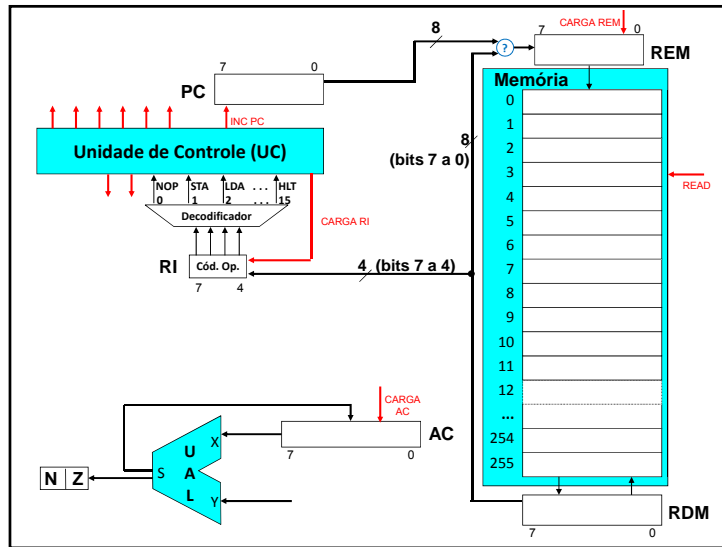 CARGA REM
8
7 0
?
REM
7 0
PC
Memória
0
INC PC
1
8
(bits 7 a 0)
Unidade de Controle (UC)
2
3
READ
NOP STA LDA . . . HLT
0 1 2 . . . 15
4
Decodificador
CARGA RI
5
6
RI
Cód. Op.
4 (bits 7 a 4)
7
7 4
8
9
10
11
CARGA
AC
12
...
AC
X
7 0
254
U
A
L
S
N Z
255
Y
RDM
7 0